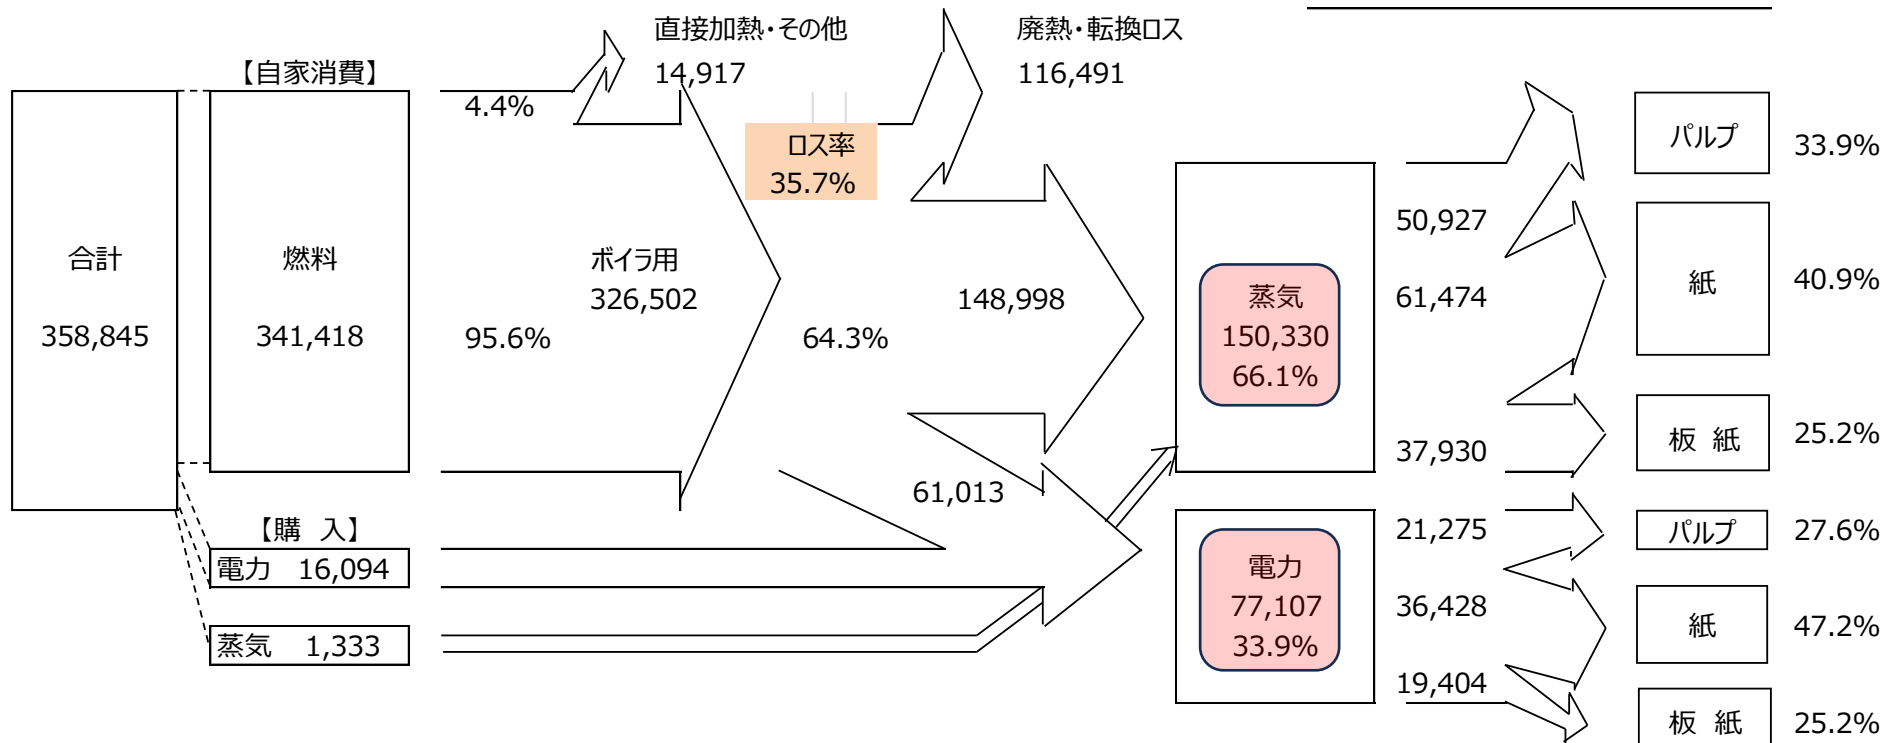 直接加熱・その他
14,917
廃熱・転換ロス
116,491
【自家消費】
4.4%
ロス率
35.7%
合計
358,845
燃料
341,418
95.6%
ボイラ用
326,502
64.3%
148,998
61,013
【購 入】
電力 16,094
蒸気 1,333
蒸気
150,330
66.1%
電力
77,107
33.9%
50,927
61,474
37,930
21,275
36,428
19,404
パルプ 33.9%
紙 40.9%
板 紙 25.2%
パルプ 27.6%
紙 47.2%
板 紙 25.2%